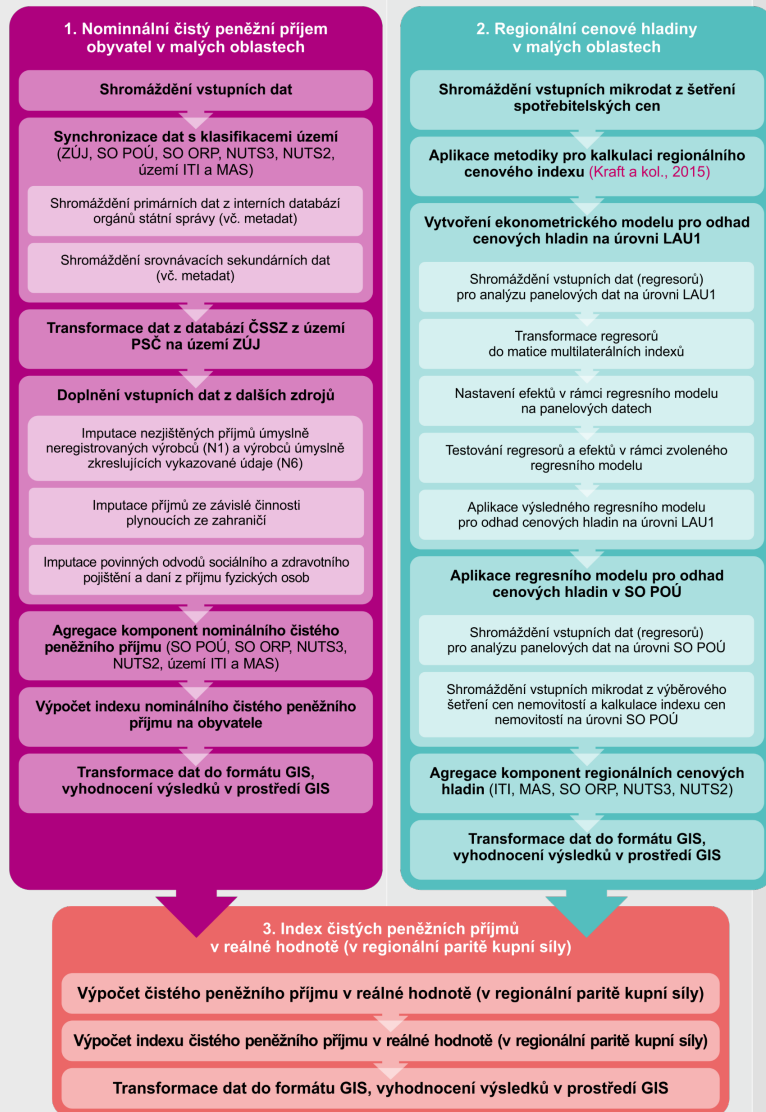 1. Nominnální čistý peněžní příjem
obyvatel v malých oblastech
Shromáždění vstupních dat
Synchronizace dat s klasifikacemi území
(ZÚJ, SO POÚ, SO ORP, NUTS3, NUTS2,
území ITI a MAS)
Shromáždění primárních dat z interních databází
orgánů státní správy (vč. metadat)
Shromáždění srovnávacích sekundárních dat
(vč. metadat)
Transformace dat z databází ČSSZ z území
PSČ na území ZÚJ
Doplnění vstupních dat z dalších zdrojů
Imputace nezjištěných příjmů úmyslně
neregistrovaných výrobců (N1) a výrobců úmyslně
zkreslujících vykazované údaje (N6)
Imputace příjmů ze závislé činnosti
plynoucích ze zahraničí
Imputace povinných odvodů sociálního a zdravotního
pojištění a daní z příjmu fyzických osob
Agregace komponent nominálního čistého
peněžního příjmu (SO POÚ, SO ORP, NUTS3,
NUTS2, území ITI a MAS)
Výpočet indexu nominálního čistého peněžního
příjmu na obyvatele
Transformace dat do formátu GIS,
vyhodnocení výsledků v prostředí GIS
2. Regionální cenové hladiny
v malých oblastech
Shromáždění vstupních mikrodat z šetření
spotřebitelských cen
Aplikace metodiky pro kalkulaci regionálního
cenového indexu (Kraft a kol., 2015)
Vytvoření ekonometrického modelu pro odhad
cenových hladin na úrovni LAU1
Shromáždění vstupních dat (regresorů)
pro analýzu panelových dat na úrovni LAU1
Transformace regresorů
do matice multilaterálních indexů
Nastavení efektů v rámci regresního modelu
na panelových datech
Testování regresorů a efektů v rámci zvoleného
regresního modelu
Aplikace výsledného regresního modelu
pro odhad cenových hladin na úrovni LAU1
Aplikace regresního modelu pro odhad
cenových hladin v SO POÚ
Shromáždění vstupních dat (regresorů)
pro analýzu panelových dat na úrovni SO POÚ
Shromáždění vstupních mikrodat z výběrového
šetření cen nemovitostí a kalkulace indexu cen
nemovitostí na úrovni SO POÚ
Agregace komponent regionálních cenových
hladin (ITI, MAS, SO ORP, NUTS3, NUTS2)
Transformace dat do formátu GIS,
vyhodnocení výsledků v prostředí GIS
3. Index čistých peněžních příjmů
v reálné hodnotě (v regionální paritě kupní síly)
Výpočet čistého peněžního příjmu v reálné hodnotě (v regionální paritě kupní síly)
Výpočet indexu čistého peněžního příjmu v reálné hodnotě (v regionální paritě kupní síly)
Transformace dat do formátu GIS, vyhodnocení výsledků v prostředí GIS